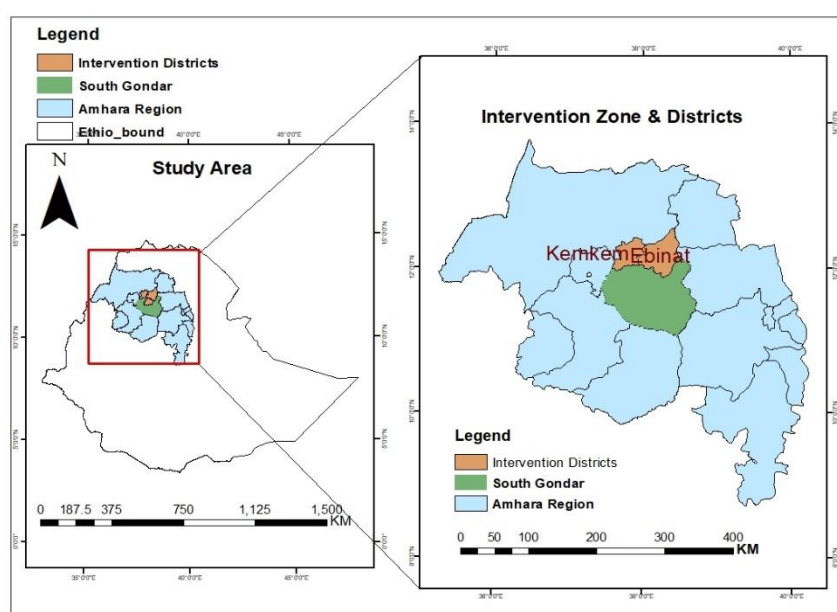 Legend
Intervention Districts
South Gondar
Amhara Region
Ethio_bound
N
Study Area
0 187.5 375 750 1,125 1,500
KM
Intervention Zone & Districts
Kemkem Ebinat
Legend
Intervention Districts
South Gondar
Amhara Region
0 50 100 200 300 400
KM